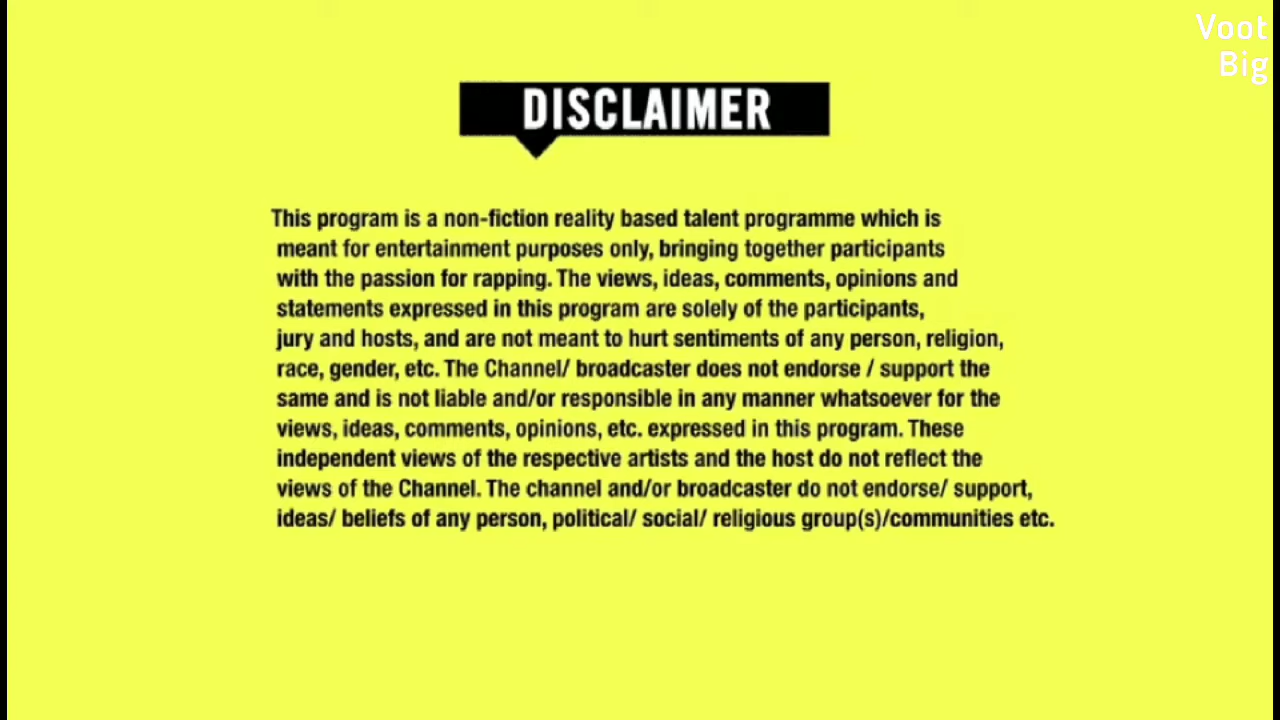 Voot
Big
DISCLAIMER
This program is a non-fiction reality based talent programme which is
meant for entertainment purposes only, bringing together participants
with the passion for rapping. The views, ideas, comments, opinions and
statements expressed in this program are solely of the participants,
jury and hosts, and are not meant to hurt sentiments of any person, religion,
race, gender, etc. The Channel/ broadcaster does not endorse / support the
same and is not liable and/or responsible in any manner whatsoever for the
views, ideas, comments, opinions, etc. expressed in this program. These
independent views of the respective artists and the host do not reflect the
views of the Channel. The channel and/or broadcaster do not endorse/ support,
ideas/ beliefs of any person, political/ social/ religious group(s)/communities etc.